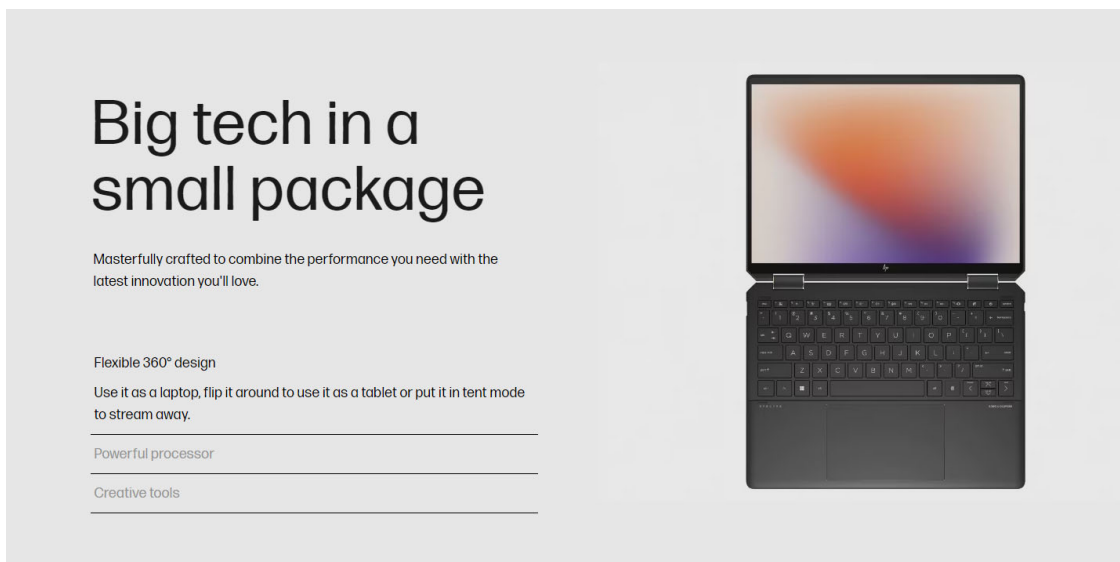 Big tech in a
small package
Masterfully crafted to combine the performance you need with the
latest innovation you'll love.
Flexible 360° design
Use it as a laptop, flip it around to use it as a tablet or put it in tent mode
to stream away.
Powerful processor
Creative tools
hp
Q W E R T Y U I O P
A S D F G H J K L
Z X C V B N M
SPECTRE